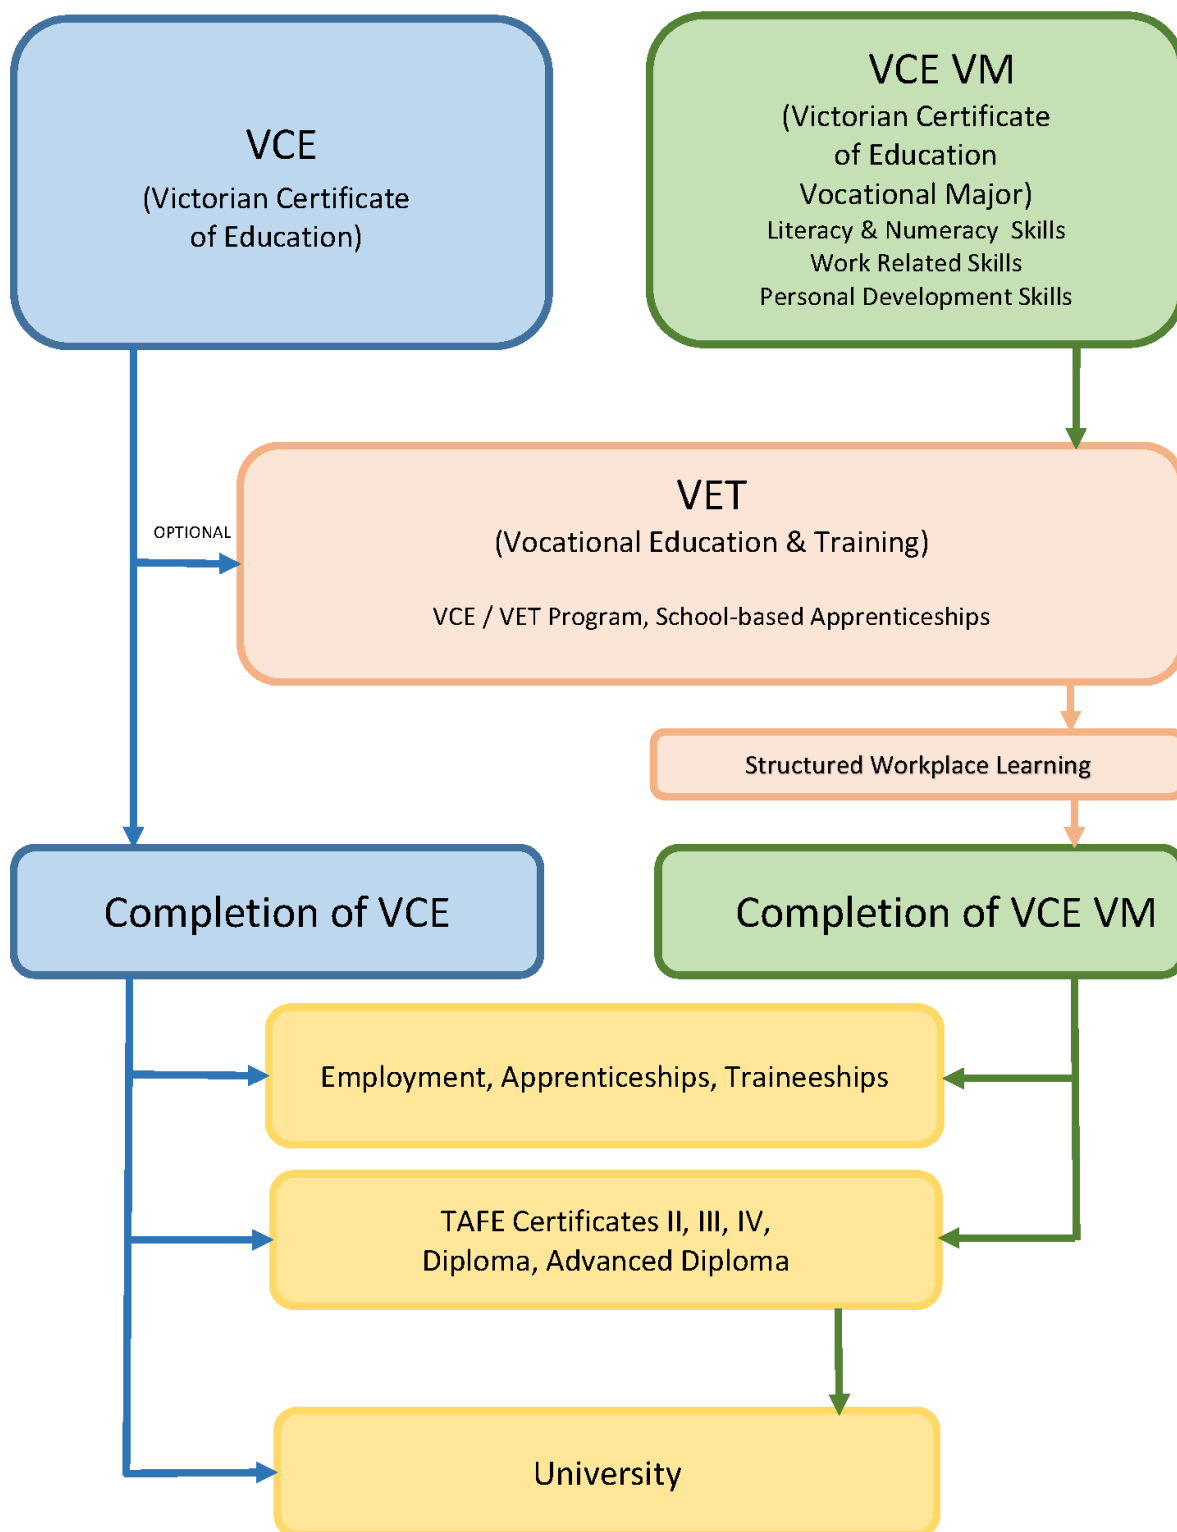 VCE
(Victorian Certificate
of Education)
VCE VM
(Victorian Certificate
of Education
Vocational Major)
Literacy & Numeracy Skills
Work Related Skills
Personal Development Skills
OPTIONAL
VET
(Vocational Education & Training)
VCE / VET Program, School-based Apprenticeships
Structured Workplace Learning
Completion of VCE
Completion of VCE VM
Employment, Apprenticeships, Traineeships
TAFE Certificates II, III, IV,
Diploma, Advanced Diploma
University